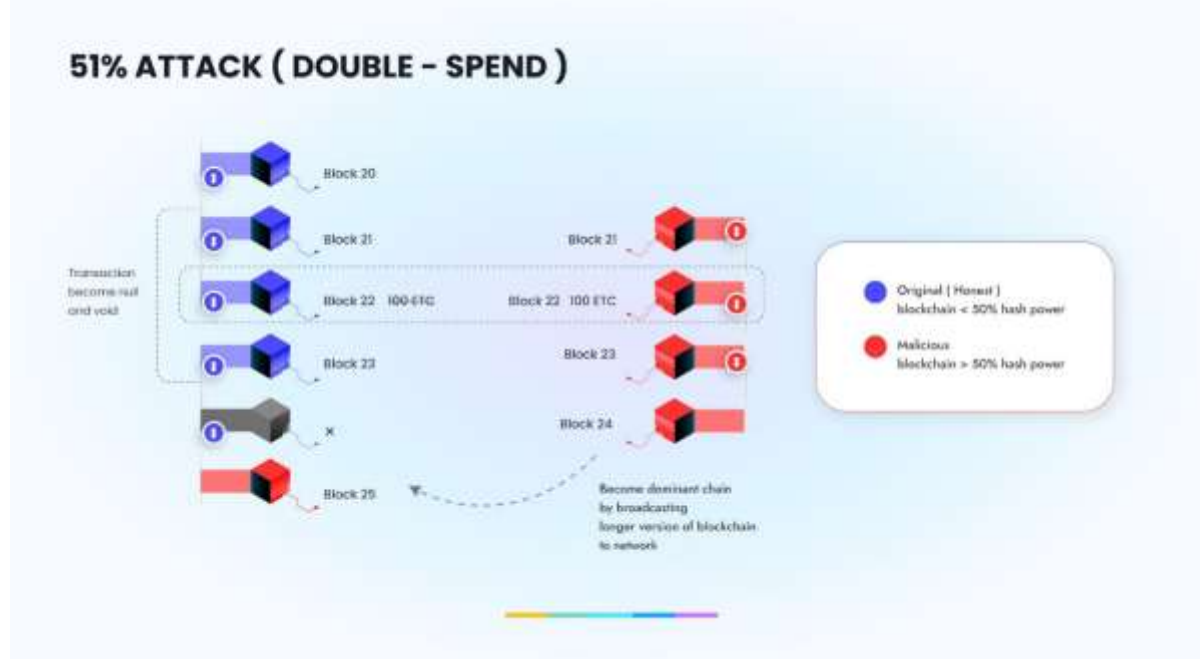 51% ATTACK ( DOUBLE - SPEND )
Block 20
Block 21
Block 21
Transaction
become null
and void
Block 22 100 ETC
Block 22 100 ETC
Block 23
Block 23
×
Block 24
Block 25
Become dominant chain
by broadcasting
longer version of blockchain
to network
Original ( Honest )
blockchain < 50% hash power
Malicious
blockchain > 50% hash power